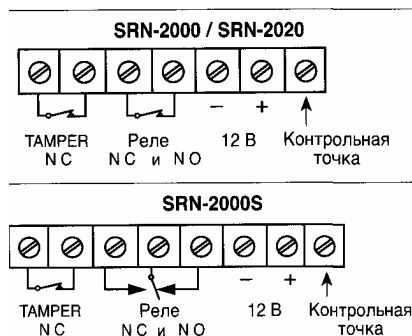 SRN-2000 / SRN-2020
− +
TAMPER Реле 12 В Контрольная
NC NC и NO точка
SRN-2000S
− +
TAMPER Реле 12 В Контрольная
NC NC и NO точка